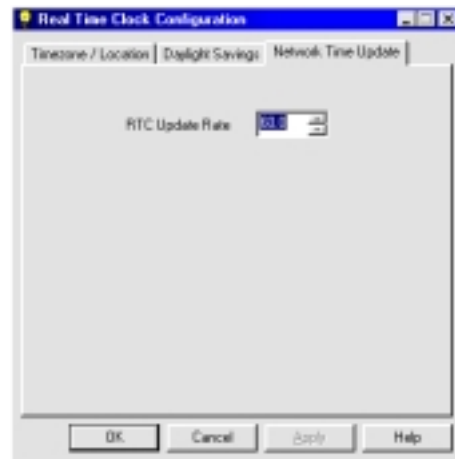 Real Time Clock Configuration
Timezone / Location Daylight Savings Network Time Update
RTC Update Rate
OK Cancel Apply Help